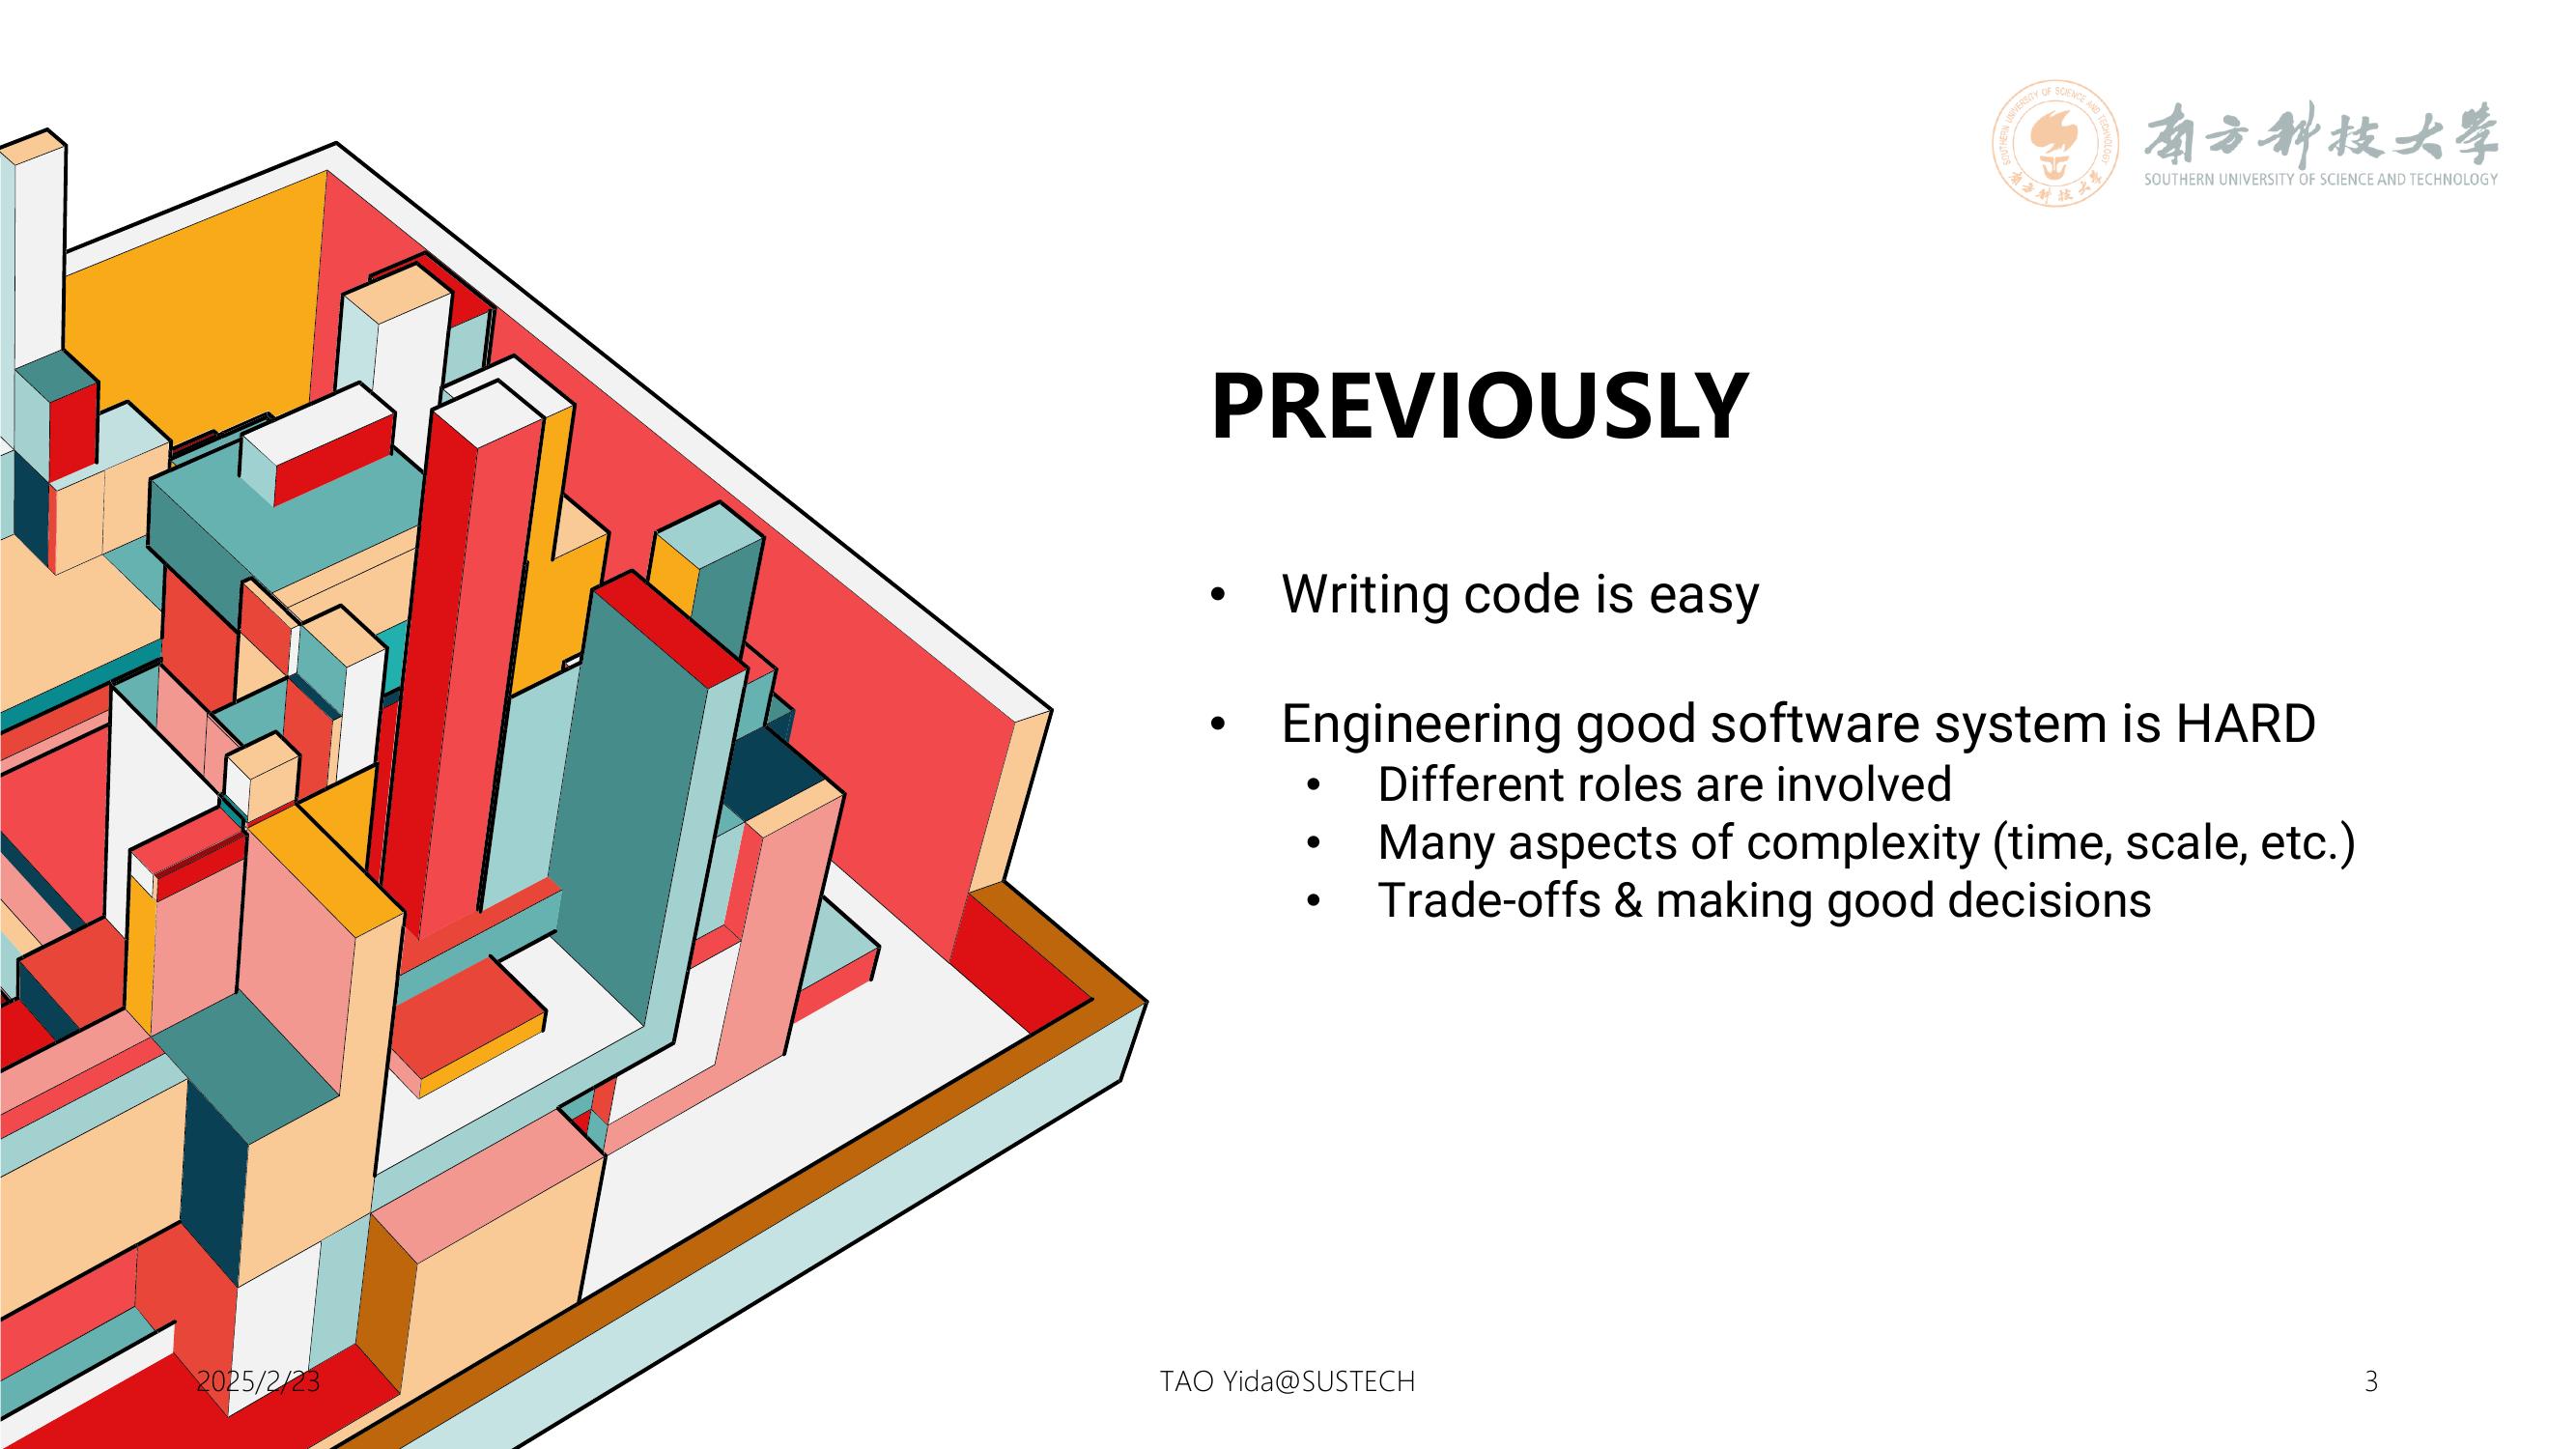 南方科技大学
SOUTHERN UNIVERSITY OF SCIENCE AND TECHNOLOGY
SOUTHERN UNIVERSITY OF SCIENCE AND TECHNOLOGY
南方科技大学
PREVIOUSLY
• Writing code is easy
• Engineering good software system is HARD
• Different roles are involved
• Many aspects of complexity (time, scale, etc.)
• Trade-offs & making good decisions
2025/2/23
TAO Yida@SUSTECH
3